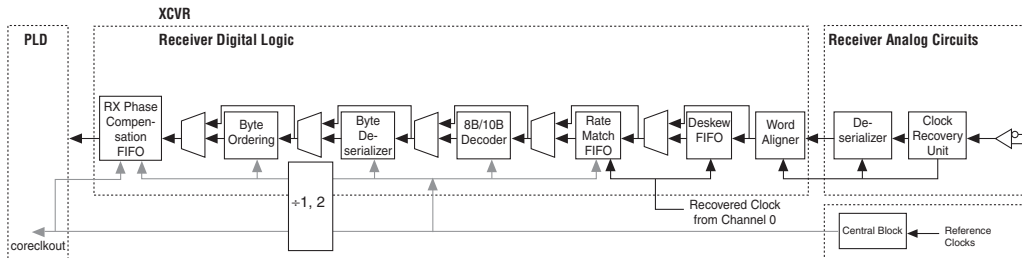 XCVR
PLD
Receiver Digital Logic
Receiver Analog Circuits
RX Phase
Compen-
sation
FIFO
Byte
Ordering
Byte
De-
serializer
8B/10B
Decoder
Rate
Match
FIFO
Deskew
FIFO
Word
Aligner
De-
serializer
Clock
Recovery
Unit
÷1, 2
Recovered Clock
from Channel 0
coreclkout
Central Block
Reference
Clocks